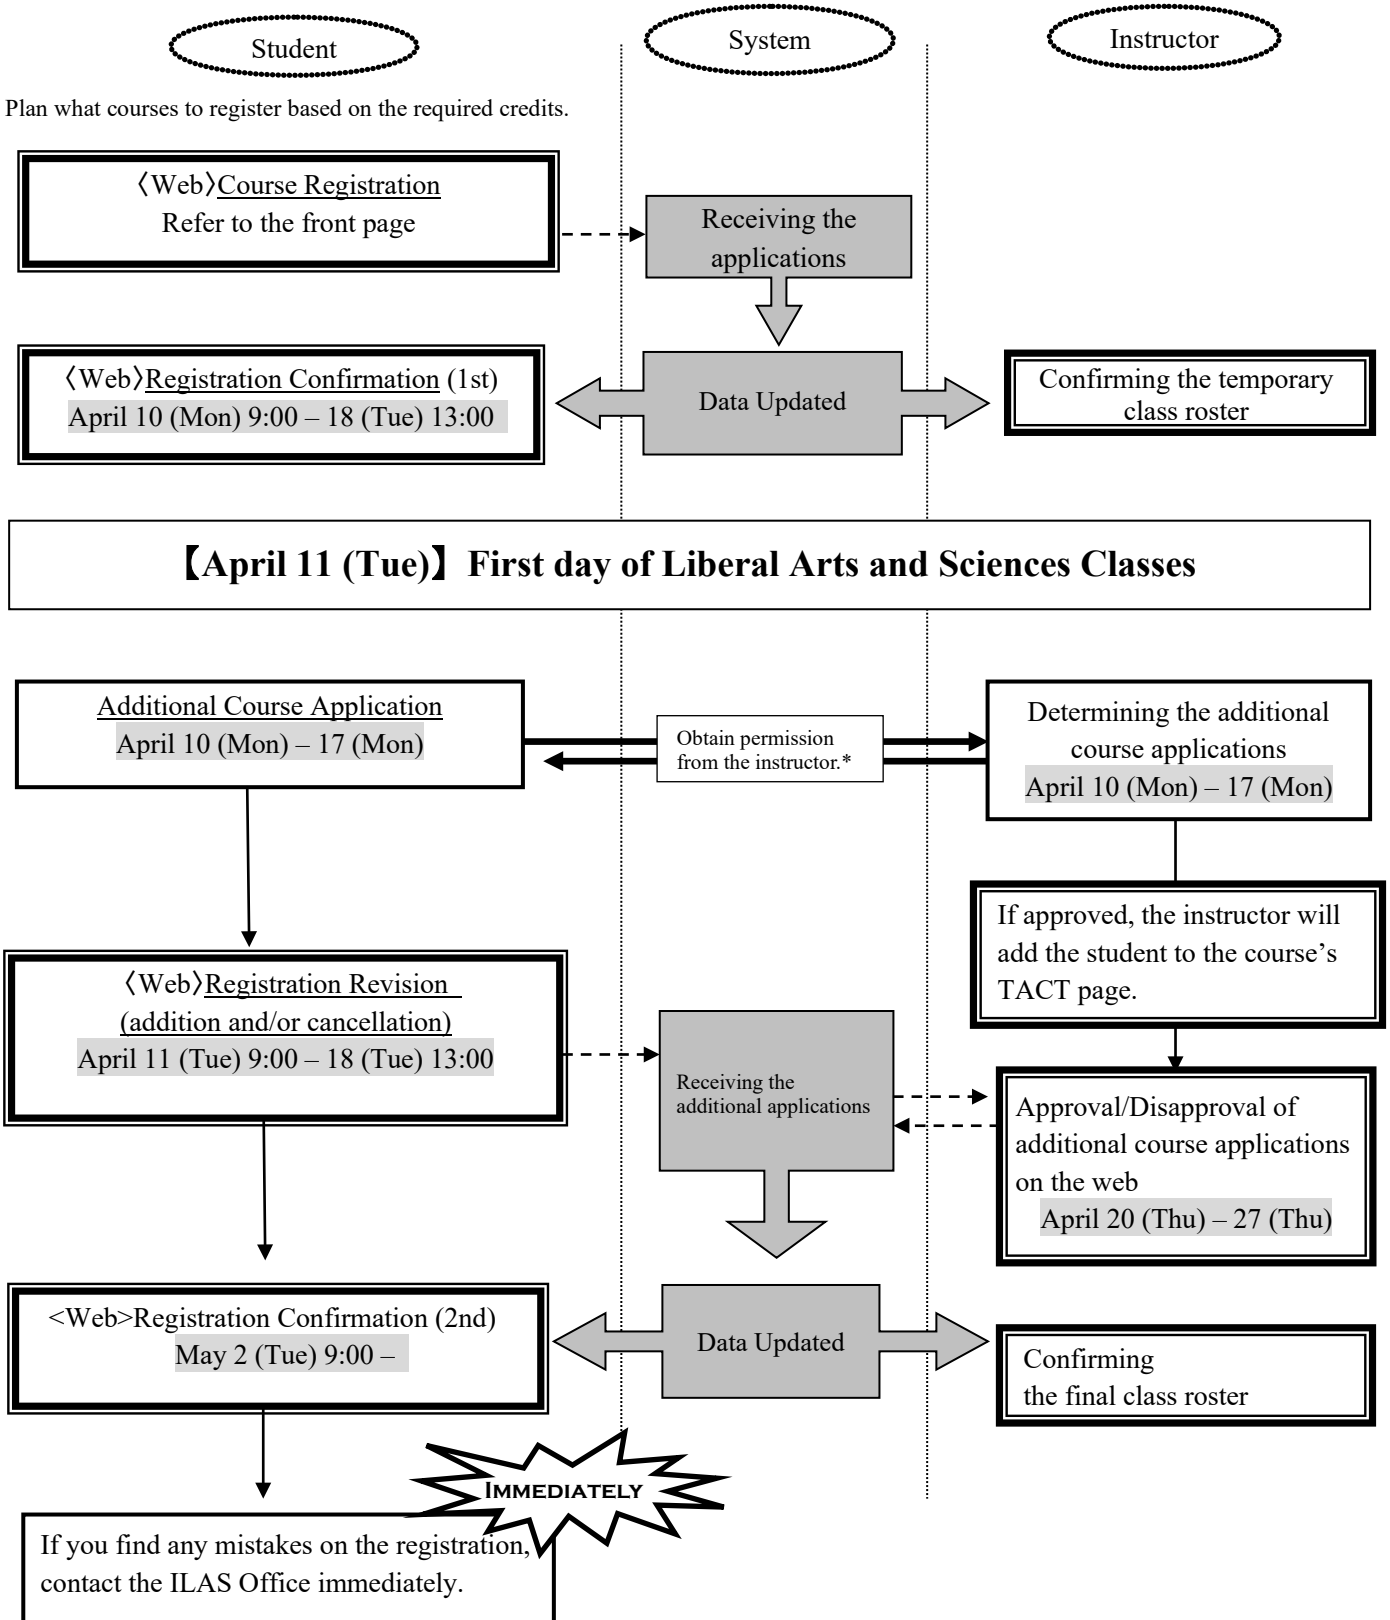 Student
System
Instructor
Plan what courses to register based on the required credits.
〈Web〉Course Registration
Refer to the front page
Receiving the
applications
〈Web〉Registration Confirmation (1st)
April 10 (Mon) 9:00 – 18 (Tue) 13:00
Data Updated
Confirming the temporary
class roster
【April 11 (Tue)】First day of Liberal Arts and Sciences Classes
Additional Course Application
April 10 (Mon) – 17 (Mon)
Obtain permission
from the instructor.*
Determining the additional
course applications
April 10 (Mon) – 17 (Mon)
If approved, the instructor will
add the student to the course’s
TACT page.
〈Web〉Registration Revision
(addition and/or cancellation)
April 11 (Tue) 9:00 – 18 (Tue) 13:00
Receiving the
additional applications
Approval/Disapproval of
additional course applications
on the web
April 20 (Thu) – 27 (Thu)
<Web>Registration Confirmation (2nd)
May 2 (Tue) 9:00 –
Data Updated
Confirming
the final class roster
IMMEDIATELY
If you find any mistakes on the registration,
contact the ILAS Office immediately.